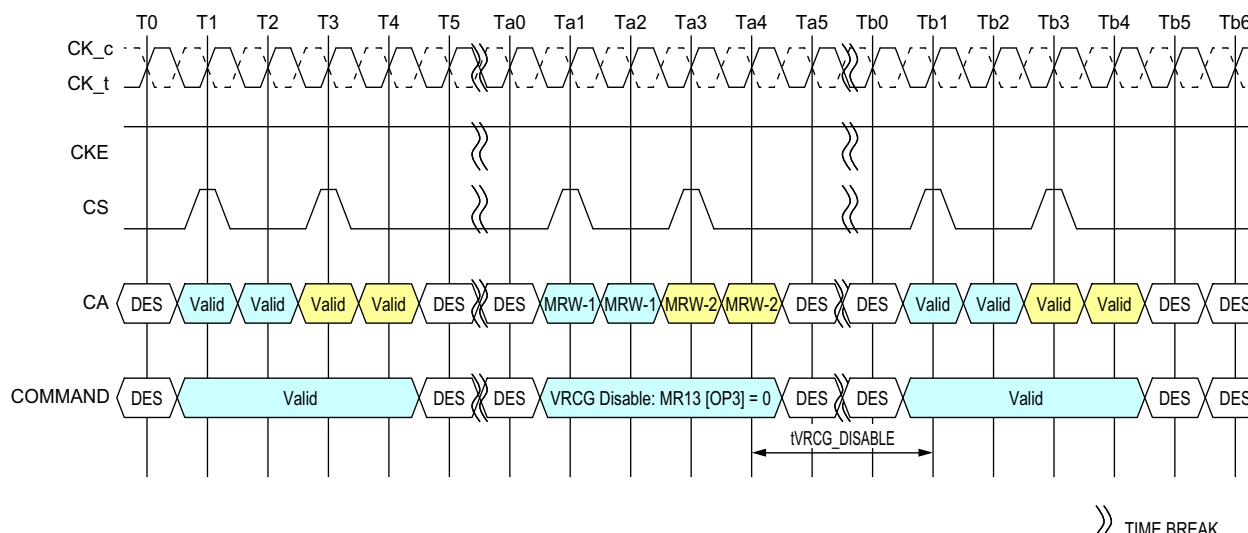 T0 T1 T2 T3 T4 T5 Ta0 Ta1 Ta2 Ta3 Ta4 Ta5 Tb0 Tb1 Tb2 Tb3 Tb4 Tb5 Tb6
CK_c
CK_t
CKE
CS
CA DES Valid Valid Valid Valid DES DES MRW-1 MRW-1 MRW-2 MRW-2 DES DES Valid Valid Valid Valid DES DES
COMMAND DES Valid DES DES VRCG Disable: MR13 [OP3] = 0 DES DES Valid DES DES
tVRCG_DISABLE
TIME BREAK